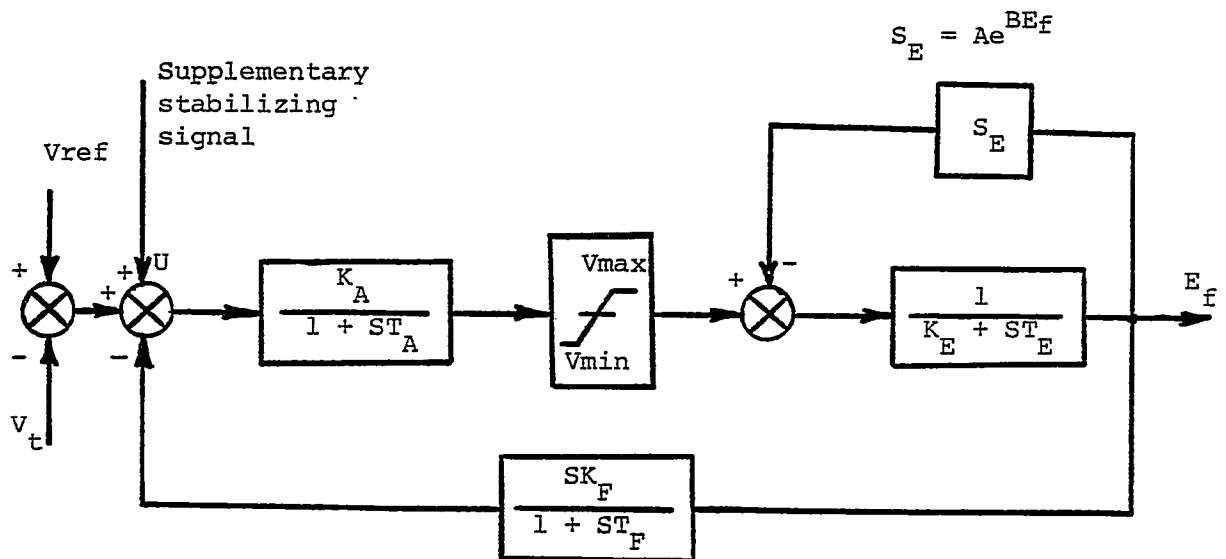 S_E = Ae^{BE_f}
Supplementary
stabilizing
signal
Vref
S_E
+
+
+
U
-
-
V_t
K_A
1 + ST_A
Vmax
Vmin
+
-
1
K_E + ST_E
E_f
SK_F
1 + ST_F